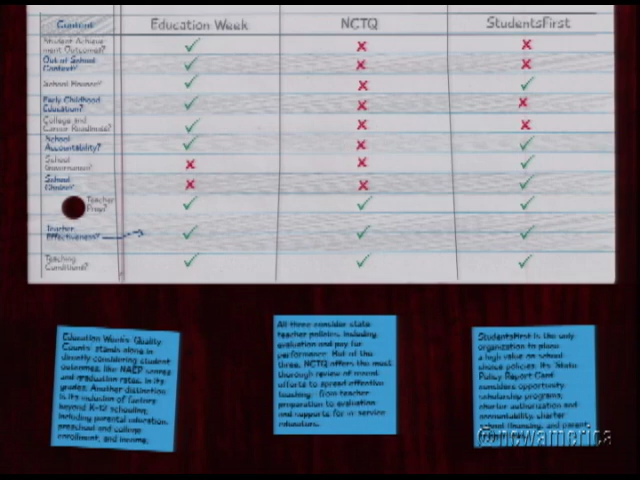 Content Education Week NCTQ StudentsFirst
Student Achieve-
ment Outcomes?
Out of School
Context?
School Finance?
Early Childhood
Education?
College and
Career Readiness?
School
Accountability?
School
Governance?
School
Choice?
Teacher
Prep?
Teacher
Effectiveness?
Teaching
Conditions?
Education Week's Quality
Counts stands alone in
directly considering student
outcomes, like NAEP scores
and graduation rates, in its
grades. Another distinction
is its inclusion of factors
beyond K-12 schooling,
including parental education,
preschool and college
enrollment, and income.
All three consider state
teacher policies, including
evaluation and pay for
performance. But of the
three, NCTQ offers the most
thorough review of recent
efforts to spread effective
teaching: from teacher
preparation to evaluation
and supports for in-service
educators.
StudentsFirst is the only
organization to place
a high value on school
choice policies. Its State
Policy Report Card
considers opportunity
scholarship programs,
charter authorization and
accountability, charter
school financing, and parent
@newamerica